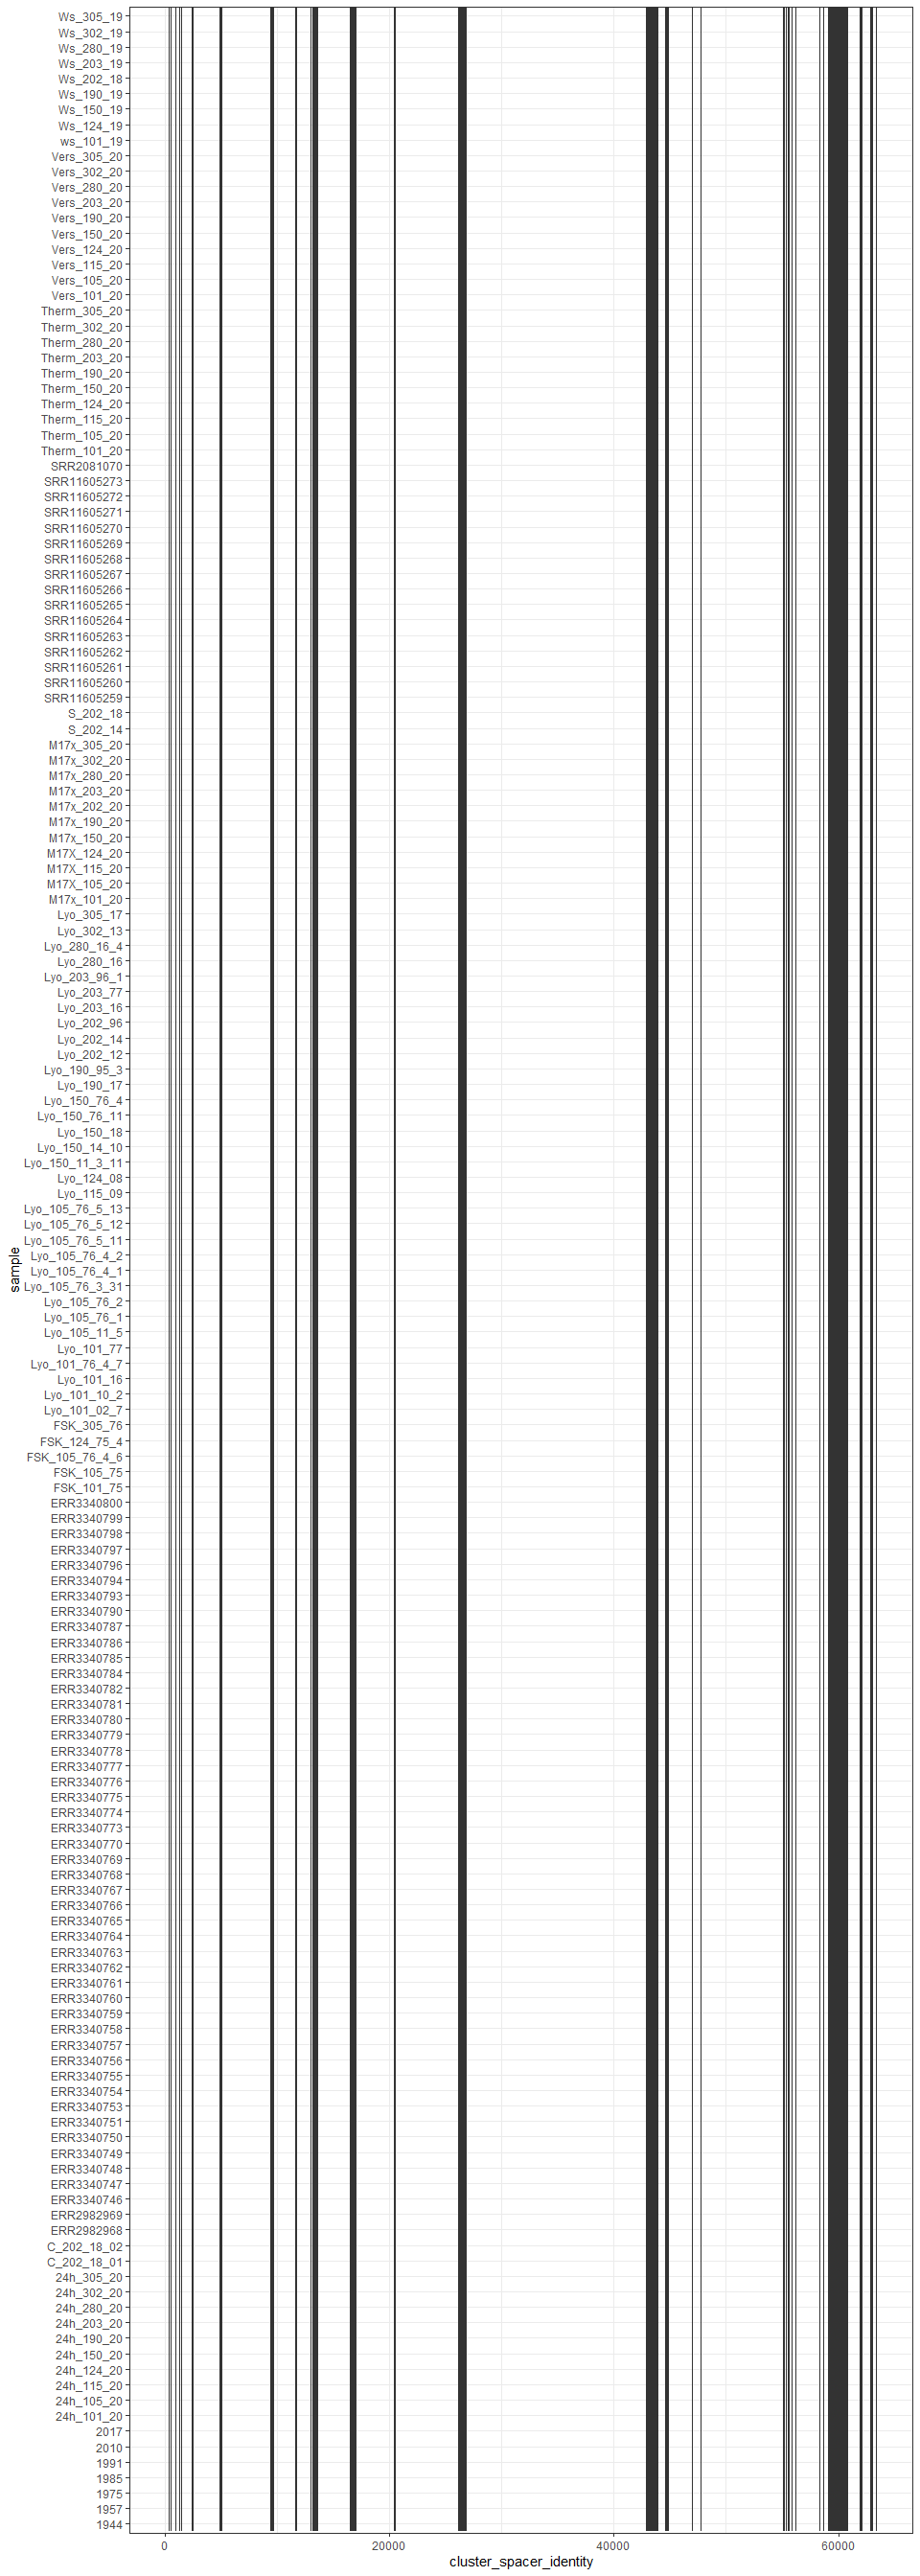 Ws_305_19
Ws_302_19
Ws_280_19
Ws_203_19
Ws_202_18
Ws_190_19
Ws_150_19
Ws_124_19
ws_101_19
Vers_305_20
Vers_302_20
Vers_280_20
Vers_203_20
Vers_190_20
Vers_150_20
Vers_124_20
Vers_115_20
Vers_105_20
Vers_101_20
Therm_305_20
Therm_302_20
Therm_280_20
Therm_203_20
Therm_190_20
Therm_150_20
Therm_124_20
Therm_115_20
Therm_105_20
Therm_101_20
SRR2081070
SRR11605273
SRR11605272
SRR11605271
SRR11605270
SRR11605269
SRR11605268
SRR11605267
SRR11605266
SRR11605265
SRR11605264
SRR11605263
SRR11605262
SRR11605261
SRR11605260
SRR11605259
S_202_18
S_202_14
M17x_305_20
M17x_302_20
M17x_280_20
M17x_203_20
M17x_202_20
M17x_190_20
M17x_150_20
M17X_124_20
M17X_115_20
M17X_105_20
M17x_101_20
Lyo_305_17
Lyo_302_13
Lyo_280_16_4
Lyo_280_16
Lyo_203_96_1
Lyo_203_77
Lyo_203_16
Lyo_202_96
Lyo_202_14
Lyo_202_12
Lyo_190_95_3
Lyo_190_17
Lyo_150_76_4
Lyo_150_76_11
Lyo_150_18
Lyo_150_14_10
Lyo_150_11_3_11
Lyo_124_08
Lyo_115_09
Lyo_105_76_5_13
Lyo_105_76_5_12
Lyo_105_76_5_11
Lyo_105_76_4_2
Lyo_105_76_4_1
Lyo_105_76_3_31
Lyo_105_76_2
Lyo_105_76_1
Lyo_105_11_5
Lyo_101_77
Lyo_101_76_4_7
Lyo_101_16
Lyo_101_10_2
Lyo_101_02_7
FSK_305_76
FSK_124_75_4
FSK_105_76_4_6
FSK_105_75
FSK_101_75
ERR3340800
ERR3340799
ERR3340798
ERR3340797
ERR3340796
ERR3340794
ERR3340793
ERR3340790
ERR3340787
ERR3340786
ERR3340785
ERR3340784
ERR3340782
ERR3340781
ERR3340780
ERR3340779
ERR3340778
ERR3340777
ERR3340776
ERR3340775
ERR3340774
ERR3340773
ERR3340770
ERR3340769
ERR3340768
ERR3340767
ERR3340766
ERR3340765
ERR3340764
ERR3340763
ERR3340762
ERR3340761
ERR3340760
ERR3340759
ERR3340758
ERR3340757
ERR3340756
ERR3340755
ERR3340754
ERR3340753
ERR3340751
ERR3340750
ERR3340749
ERR3340748
ERR3340747
ERR3340746
ERR2982969
ERR2982968
C_202_18_02
C_202_18_01
24h_305_20
24h_302_20
24h_280_20
24h_203_20
24h_190_20
24h_150_20
24h_124_20
24h_115_20
24h_105_20
24h_101_20
2017
2010
1991
1985
1975
1957
1944
sample
0 20000 40000 60000
cluster_spacer_identity